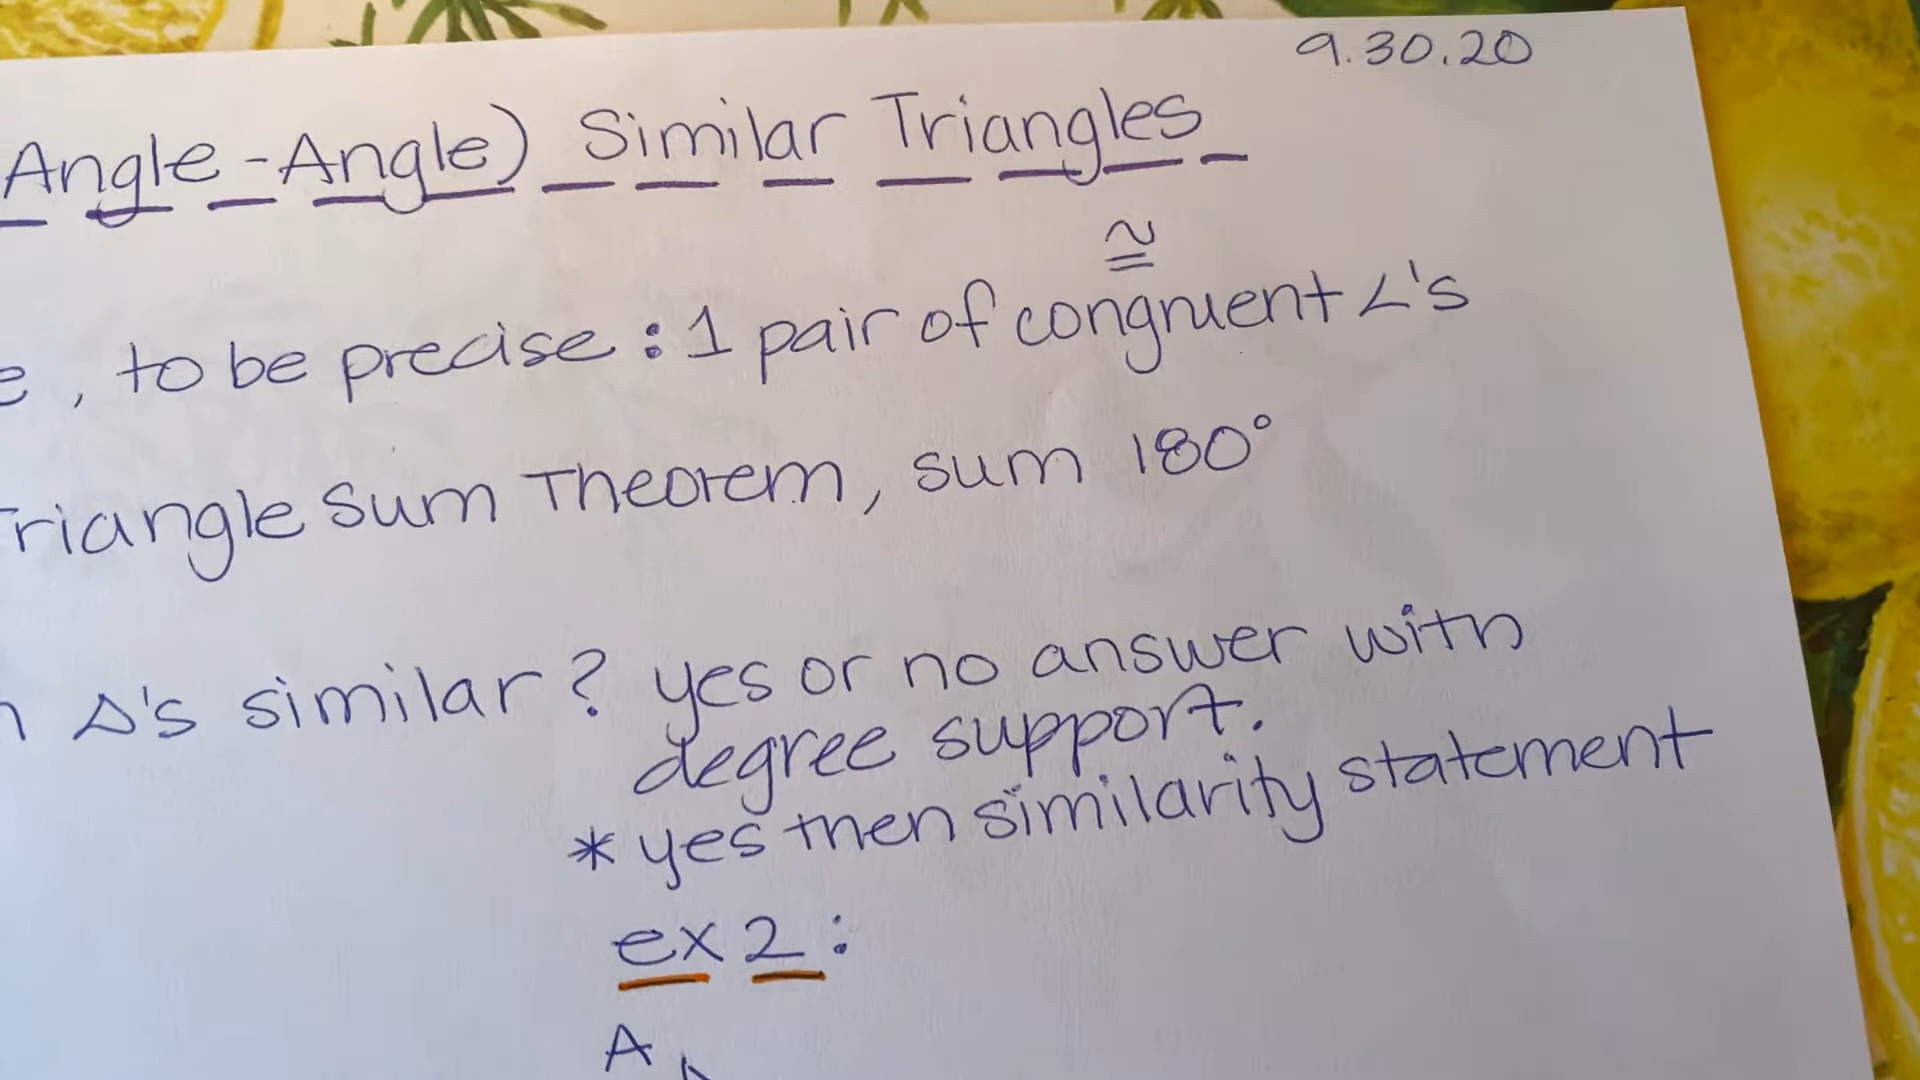 9.30.20
Angle-Angle) Similar Triangles
≅
, to be precise: 1 pair of congruent ∠'s
Triangle Sum Theorem, sum 180°
Δ's similar? yes or no answer with
degree support.
* yes then similarity statement
ex 2:
A